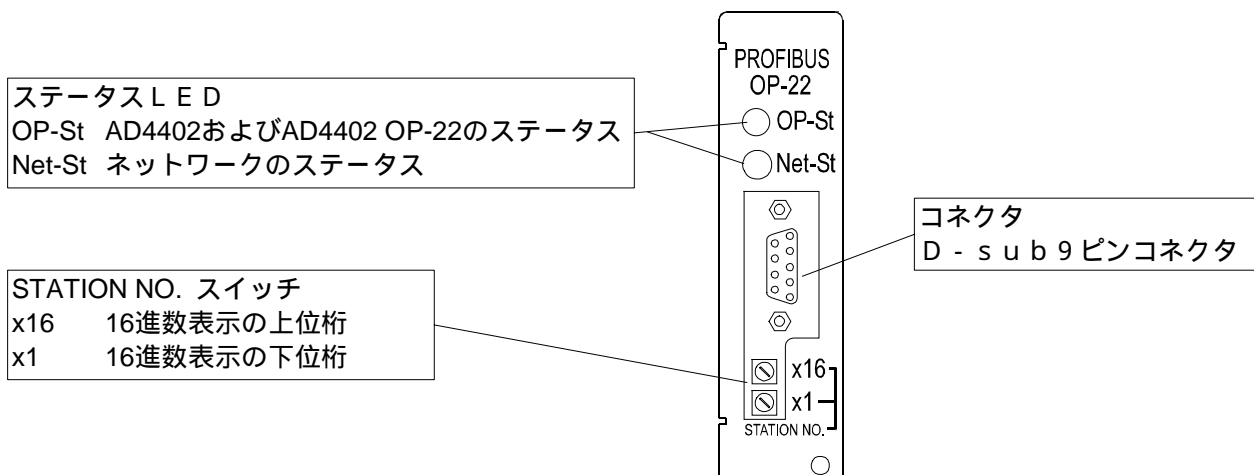 ステータスＬＥＤ
OP-St AD4402およびAD4402 OP-22のステータス
Net-St ネットワークのステータス
STATION NO. スイッチ
x16 16進数表示の上位桁
x1 16進数表示の下位桁
PROFIBUS
OP-22
OP-St
Net-St
x16
x1
STATION NO.
コネクタ
Ｄ-ｓｕｂ９ピンコネクタ